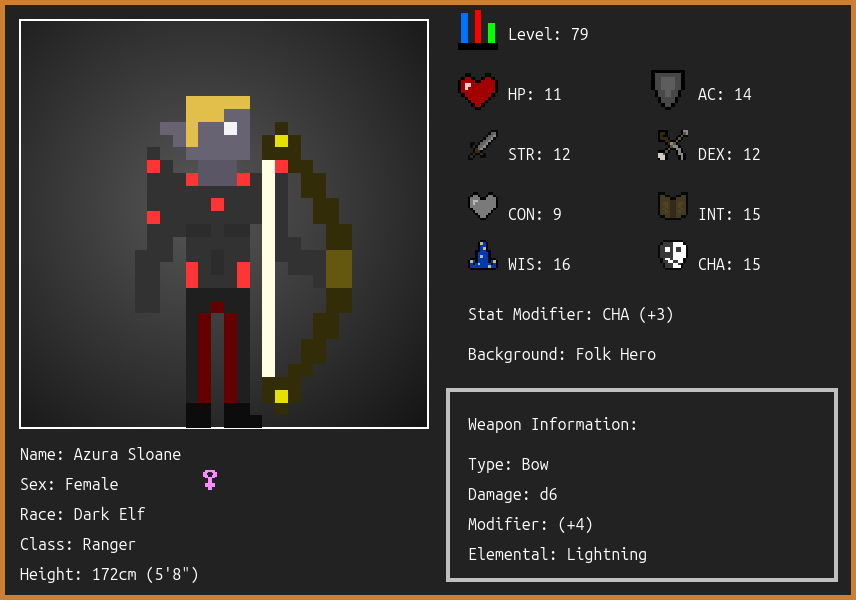 Level: 79
HP: 11
AC: 14
STR: 12
DEX: 12
CON: 9
INT: 15
WIS: 16
CHA: 15
Stat Modifier: CHA (+3)
Background: Folk Hero
Weapon Information:
Type: Bow
Damage: d6
Modifier: (+4)
Elemental: Lightning
Name: Azura Sloane
Sex: Female
Race: Dark Elf
Class: Ranger
Height: 172cm (5'8")